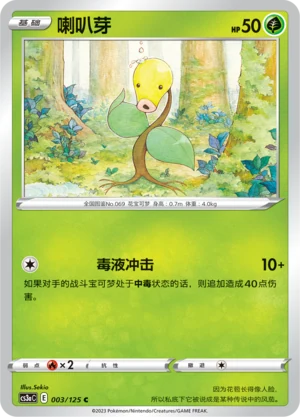 基础 喇叭芽 HP50
全国图鉴No.069 花宝可梦 身高：0.7m 体重：4.0kg
毒液冲击 10+
如果对手的战斗宝可梦处于中毒状态的话，则追加造成40点伤
害。
弱点 ×2 抵抗力 撤退
Illus.Sekio
CS3aC E 003/125 C
因为花苞长得像人脸，
所以私底下它被说成是某种传说中的风茄。
©2023 Pokémon/Nintendo/Creatures/GAME FREAK.